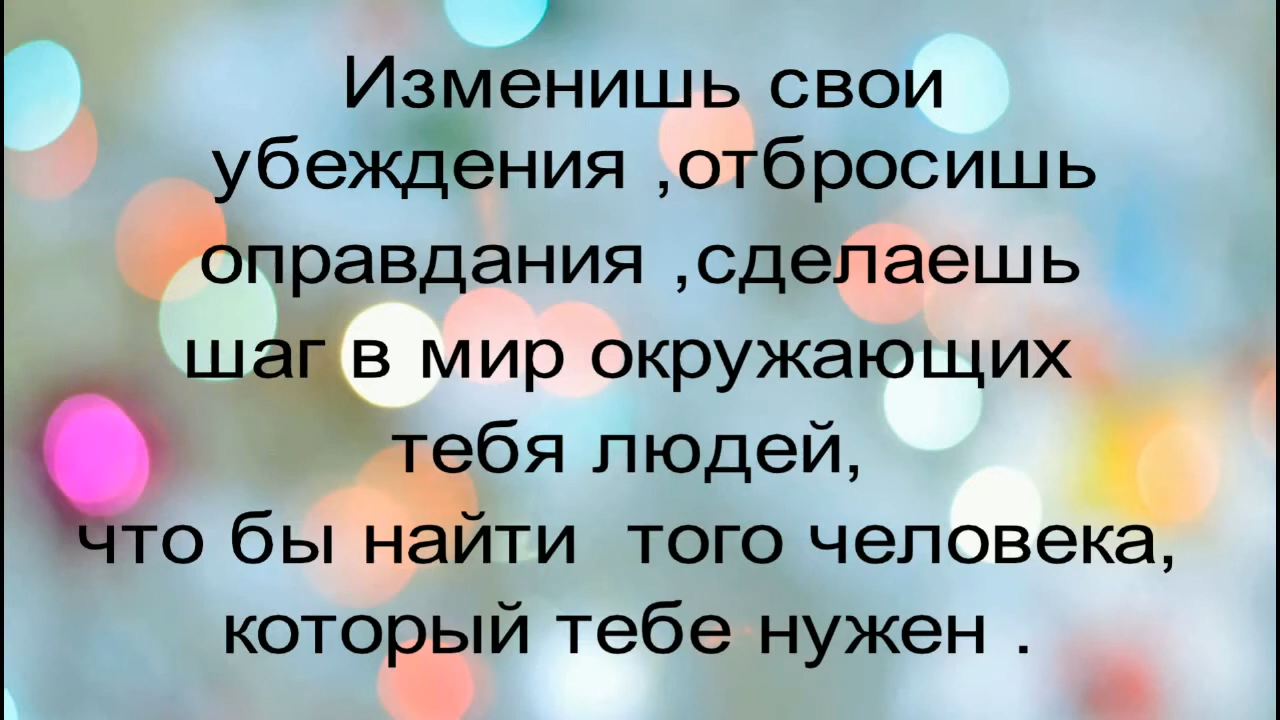 Изменишь свои
убеждения ,отбросишь
оправдания ,сделаешь
шаг в мир окружающих
тебя людей,
что бы найти  того человека,
который тебе нужен .